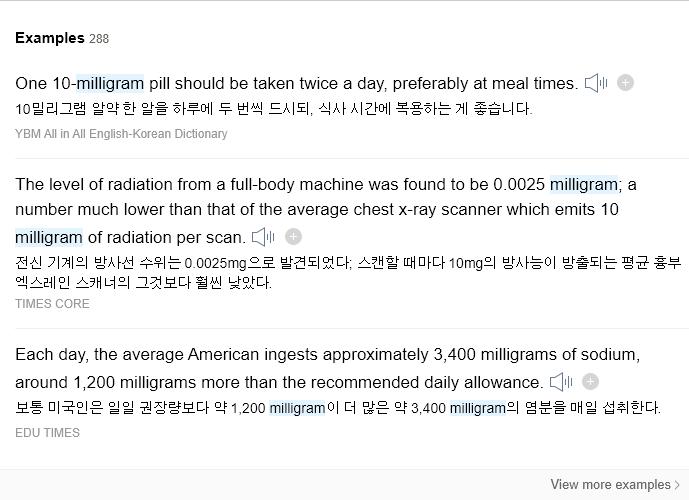 Examples 288
One 10-milligram pill should be taken twice a day, preferably at meal times.
10밀리그램 알약 한 알을 하루에 두 번씩 드시되, 식사 시간에 복용하는 게 좋습니다.
YBM All in All English-Korean Dictionary
The level of radiation from a full-body machine was found to be 0.0025 milligram; a
number much lower than that of the average chest x-ray scanner which emits 10
milligram of radiation per scan.
전신 기계의 방사선 수위는 0.0025mg으로 발견되었다; 스캔할 때마다 10mg의 방사능이 방출되는 평균 흉부
엑스레인 스캐너의 그것보다 훨씬 낮았다.
TIMES CORE
Each day, the average American ingests approximately 3,400 milligrams of sodium,
around 1,200 milligrams more than the recommended daily allowance.
보통 미국인은 일일 권장량보다 약 1,200 milligram이 더 많은 약 3,400 milligram의 염분을 매일 섭취한다.
EDU TIMES
View more examples